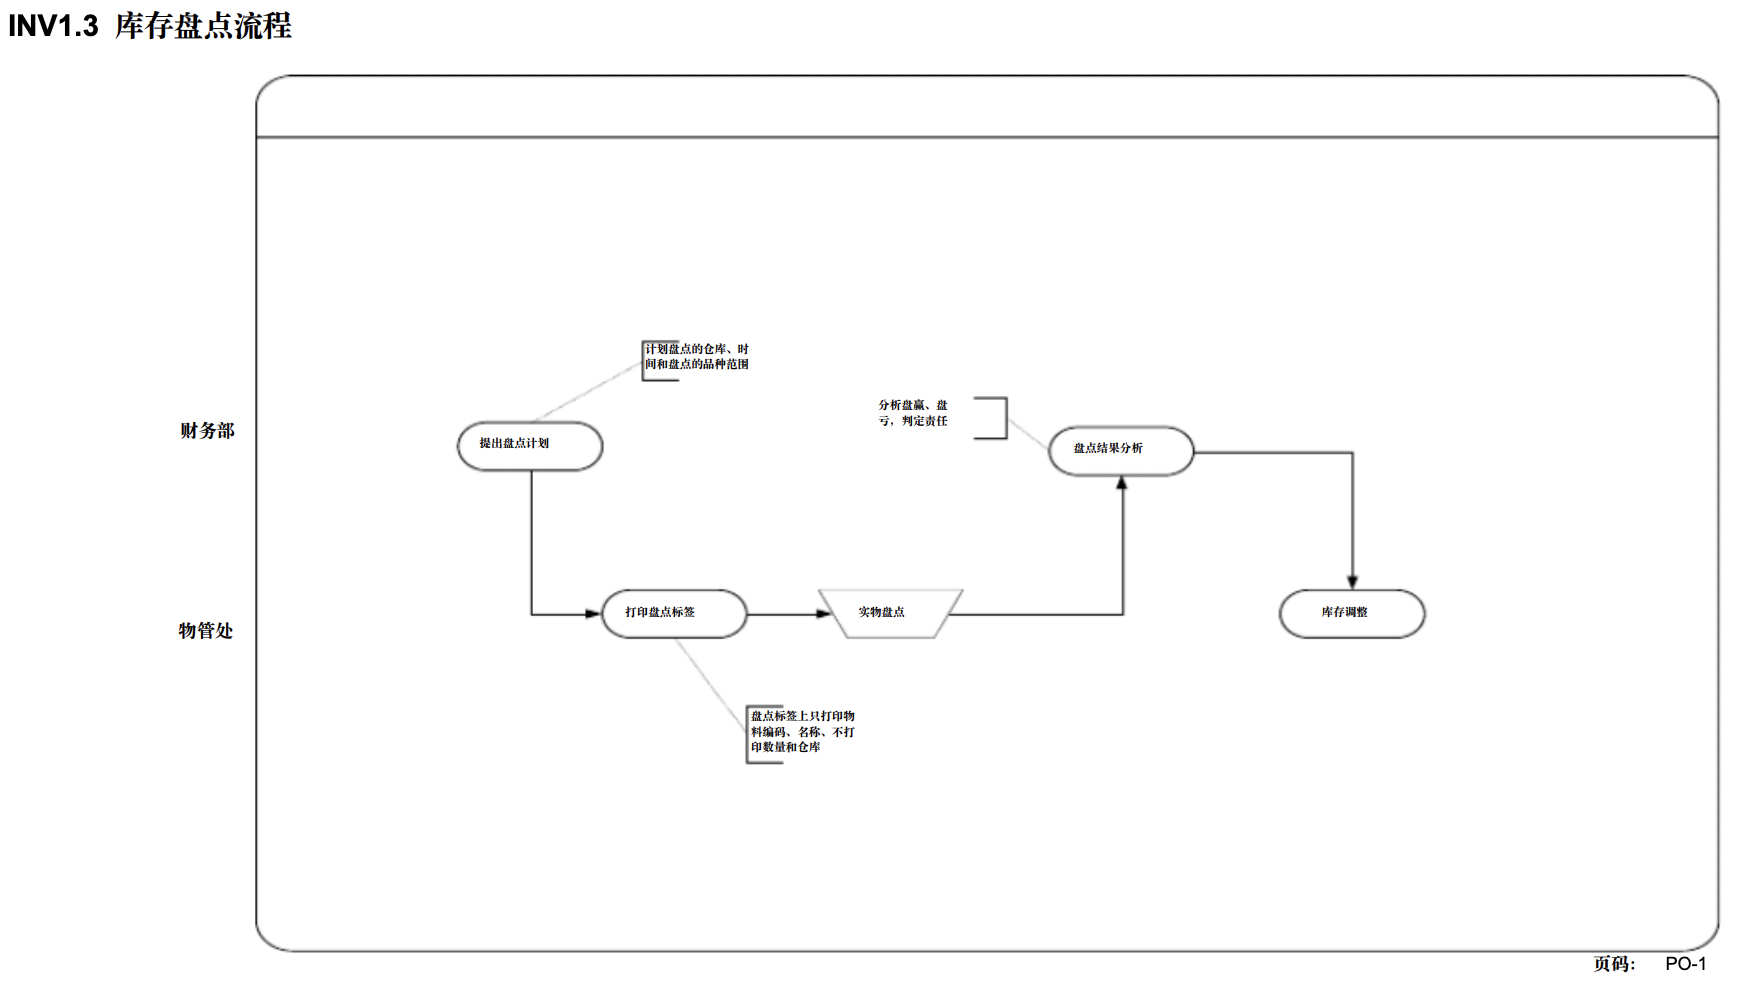 INV1.3 库存盘点流程
计划盘点的仓库、时
间和盘点的品种范围
分析盘赢、盘
亏，判定责任
财务部
提出盘点计划
盘点结果分析
物管处
打印盘点标签
实物盘点
库存调整
盘点标签上只打印物
料编码、名称、不打
印数量和仓库
页码： PO-1